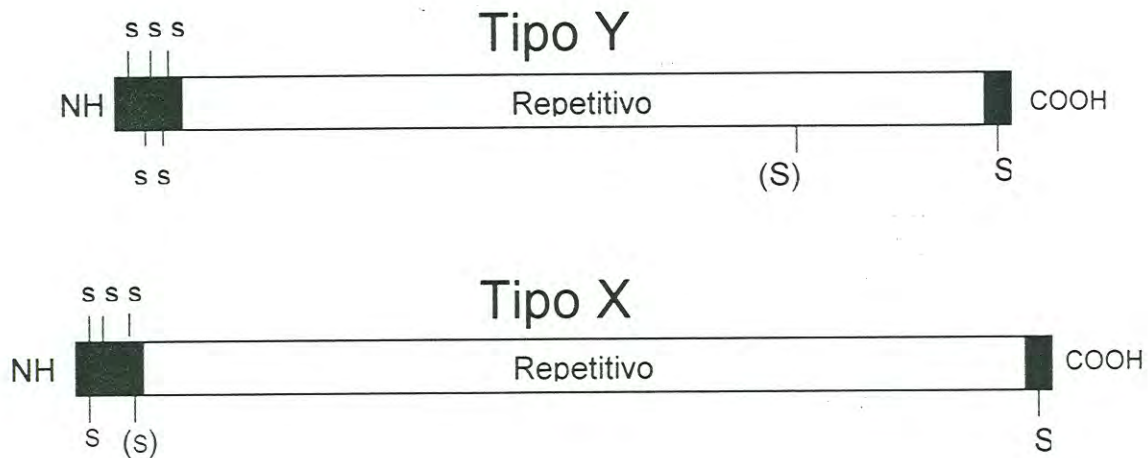 Tipo Y
s s s
NH Repetitivo COOH
s s (S) S
Tipo X
s s s
NH Repetitivo COOH
S (S) S